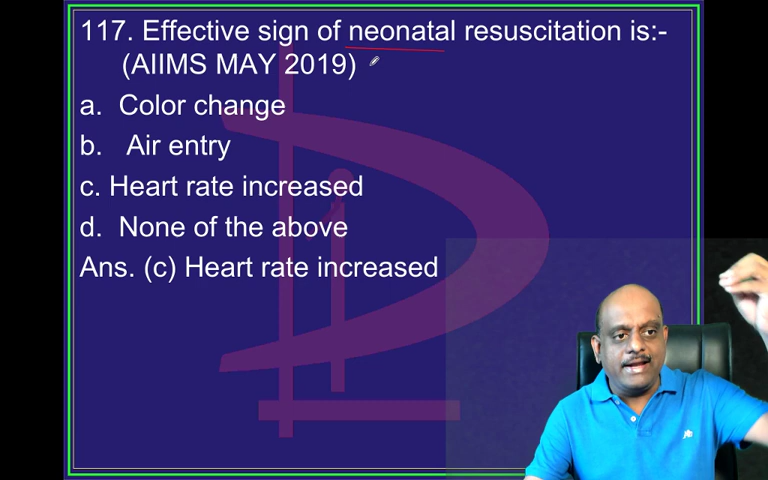 117. Effective sign of neonatal resuscitation is:-
(AIIMS MAY 2019)
a. Color change
b. Air entry
c. Heart rate increased
d. None of the above
Ans. (c) Heart rate increased